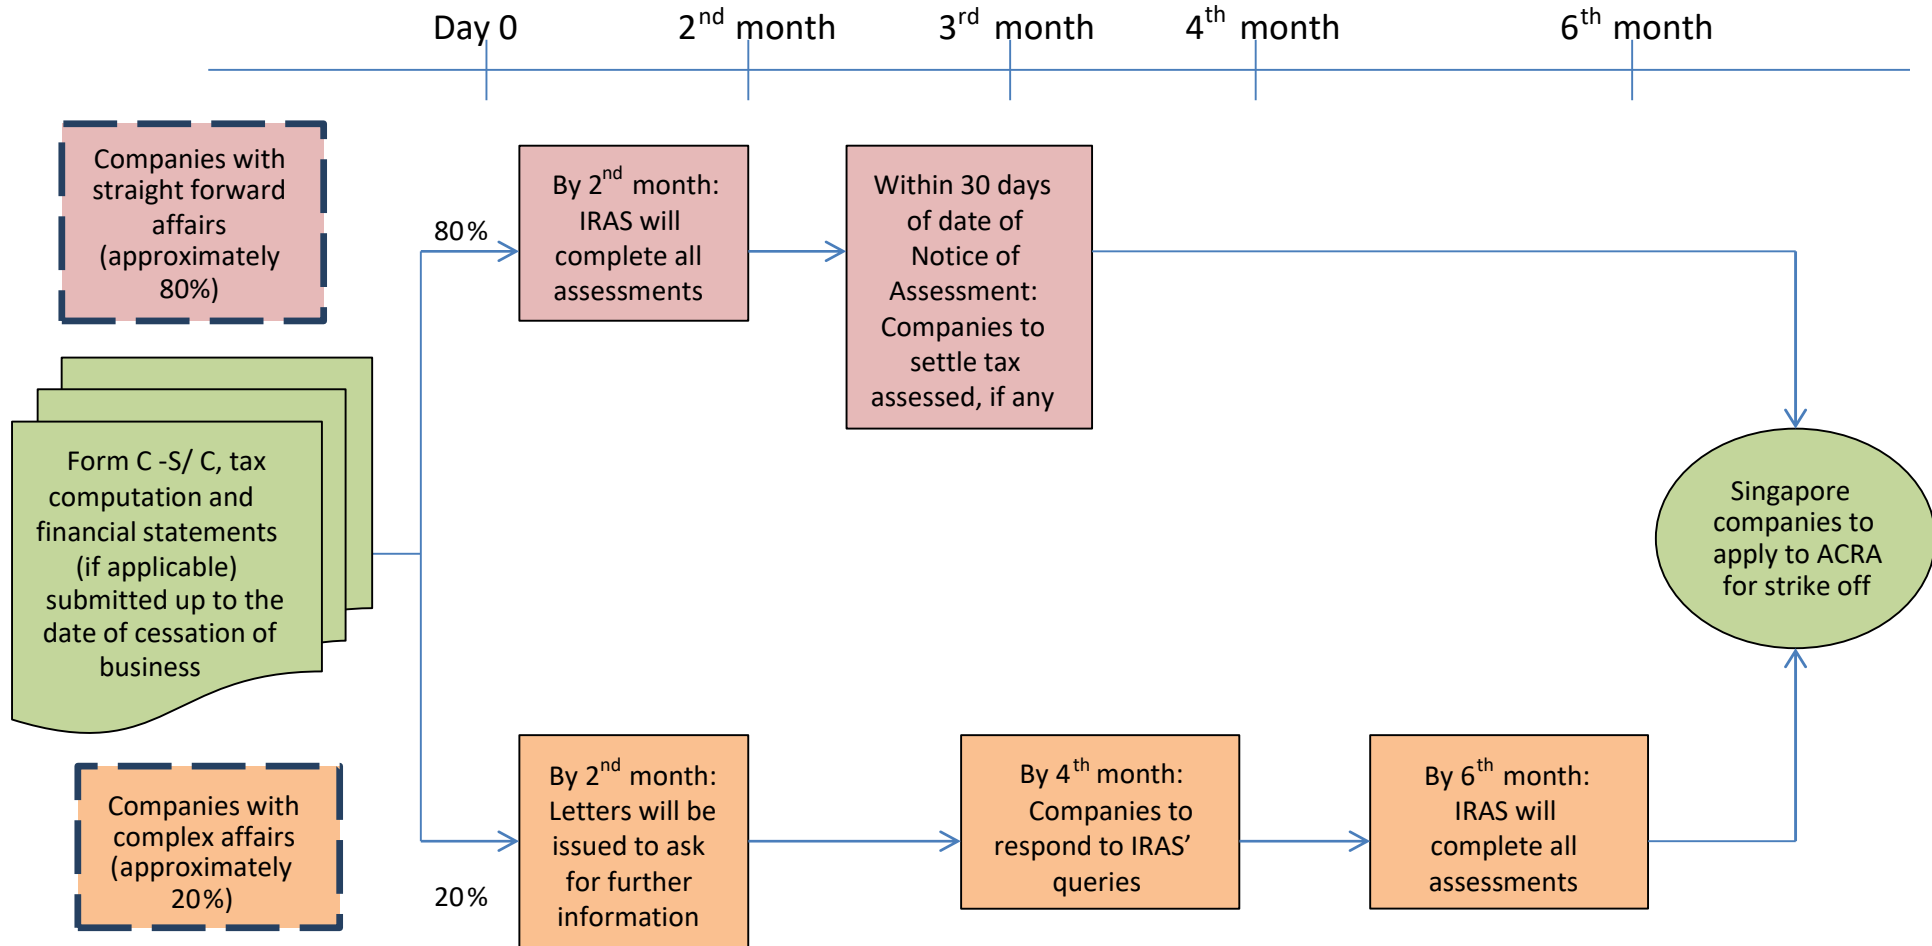 Day 0
2nd month
3rd month
4th month
6th month
Companies with
straight forward
affairs
(approximately
80%)
80%
By 2nd month:
IRAS will
complete all
assessments
Within 30 days
of date of
Notice of
Assessment:
Companies to
settle tax
assessed, if any
Form C -S/ C, tax
computation and
financial statements
(if applicable)
submitted up to the
date of cessation of
business
Singapore
companies to
apply to ACRA
for strike off
Companies with
complex affairs
(approximately
20%)
20%
By 2nd month:
Letters will be
issued to ask
for further
information
By 4th month:
Companies to
respond to IRAS’
queries
By 6th month:
IRAS will
complete all
assessments